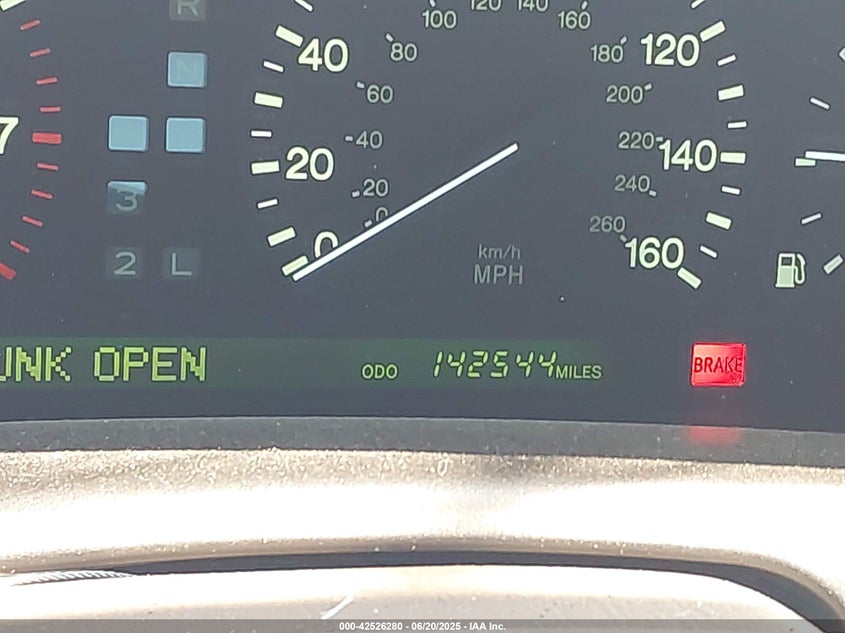 R
100 120 140 160
40 80 180 120
N 60 200
7 40 220
20 140
3 20 240
0 0 260 160
2 L km/h
MPH
OPEN ODO 142544 MILES BRAKE
000-42526280 - 06/20/2025 - IAA Inc.